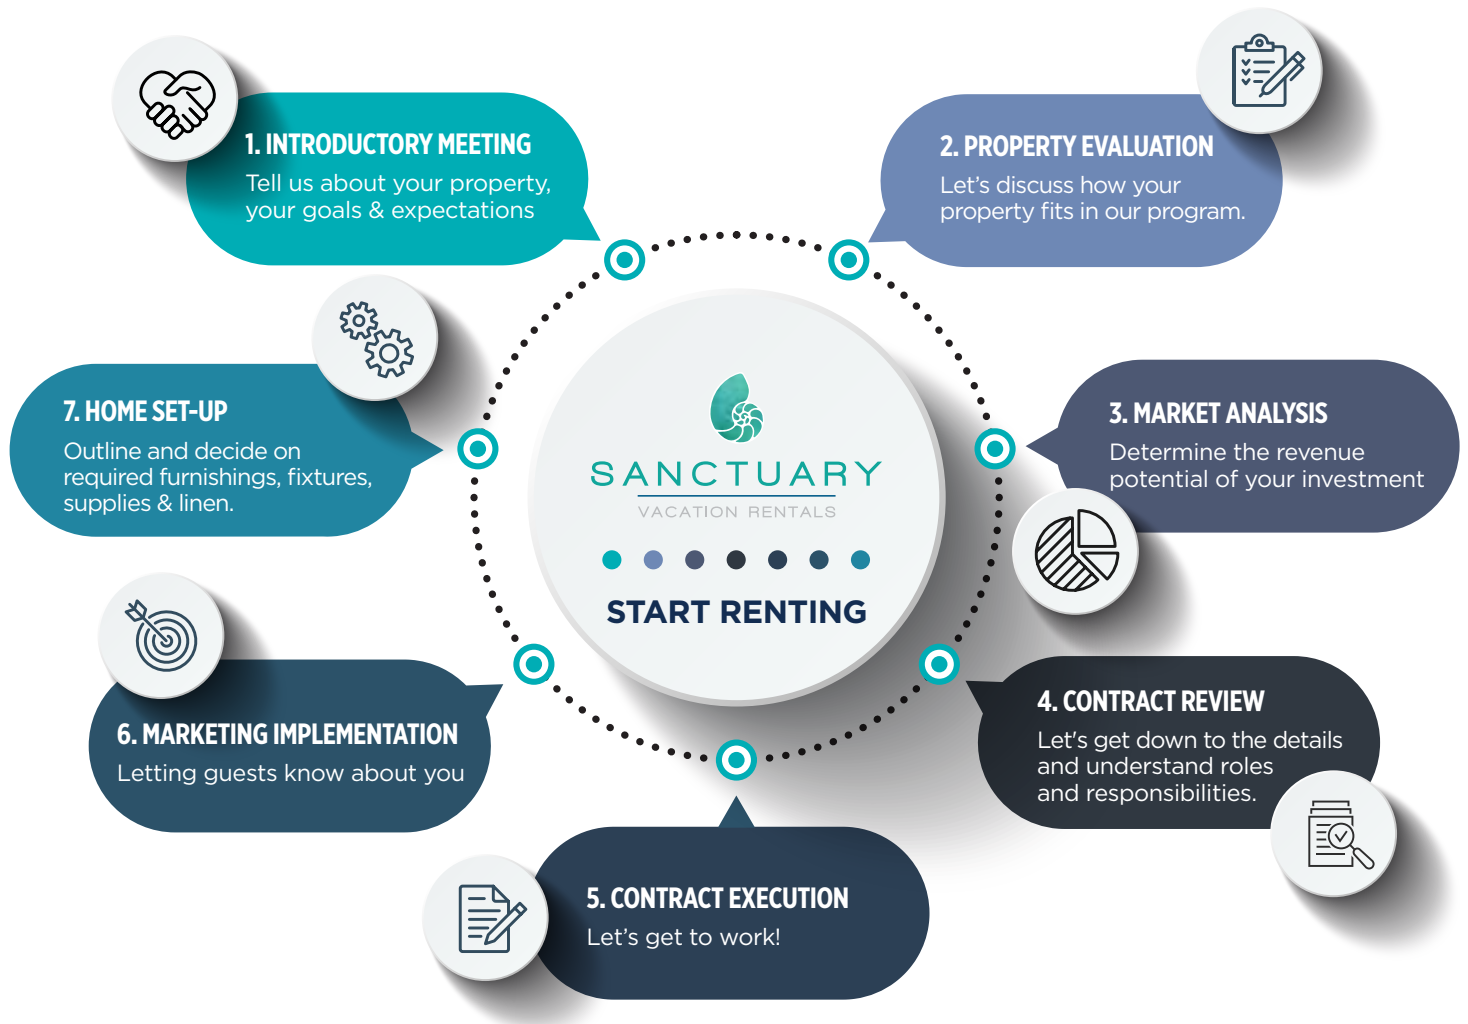 1. INTRODUCTORY MEETING
Tell us about your property,
your goals & expectations
2. PROPERTY EVALUATION
Let’s discuss how your
property fits in our program.
3. MARKET ANALYSIS
Determine the revenue
potential of your investment
4. CONTRACT REVIEW
Let's get down to the details
and understand roles
and responsibilities.
5. CONTRACT EXECUTION
Let’s get to work!
6. MARKETING IMPLEMENTATION
Letting guests know about you
7. HOME SET-UP
Outline and decide on
required furnishings, fixtures,
supplies & linen.
SANCTUARY
VACATION RENTALS
START RENTING